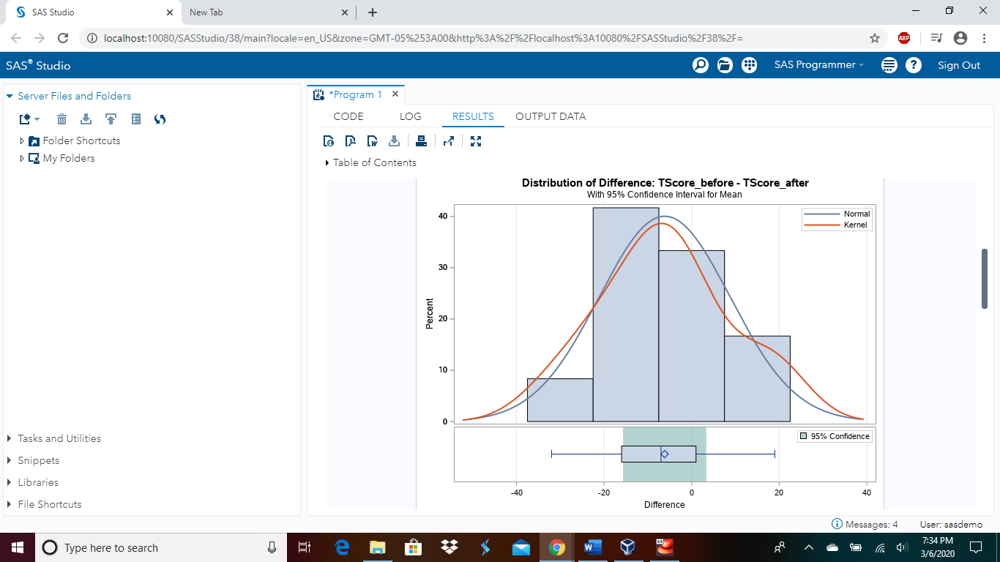 SAS Studio
New Tab
localhost:10080/SASStudio/38/main?locale=en_US&zone=GMT-05%253A00&http%3A%2F%2Flocalhost%3A10080%2FSASStudio%2F38%2F=
ABP
SAS® Studio
SAS Programmer
?
Sign Out
Server Files and Folders
Folder Shortcuts
My Folders
Tasks and Utilities
Snippets
Libraries
File Shortcuts
*Program 1
CODE LOG RESULTS OUTPUT DATA
Table of Contents
Distribution of Difference: TScore_before - TScore_after
With 95% Confidence Interval for Mean
Normal
Kernel
Percent
40
30
20
10
0
95% Confidence
-40 -20 0 20 40
Difference
Messages: 4 User: sasdemo
Type here to search
7:34 PM
3/6/2020